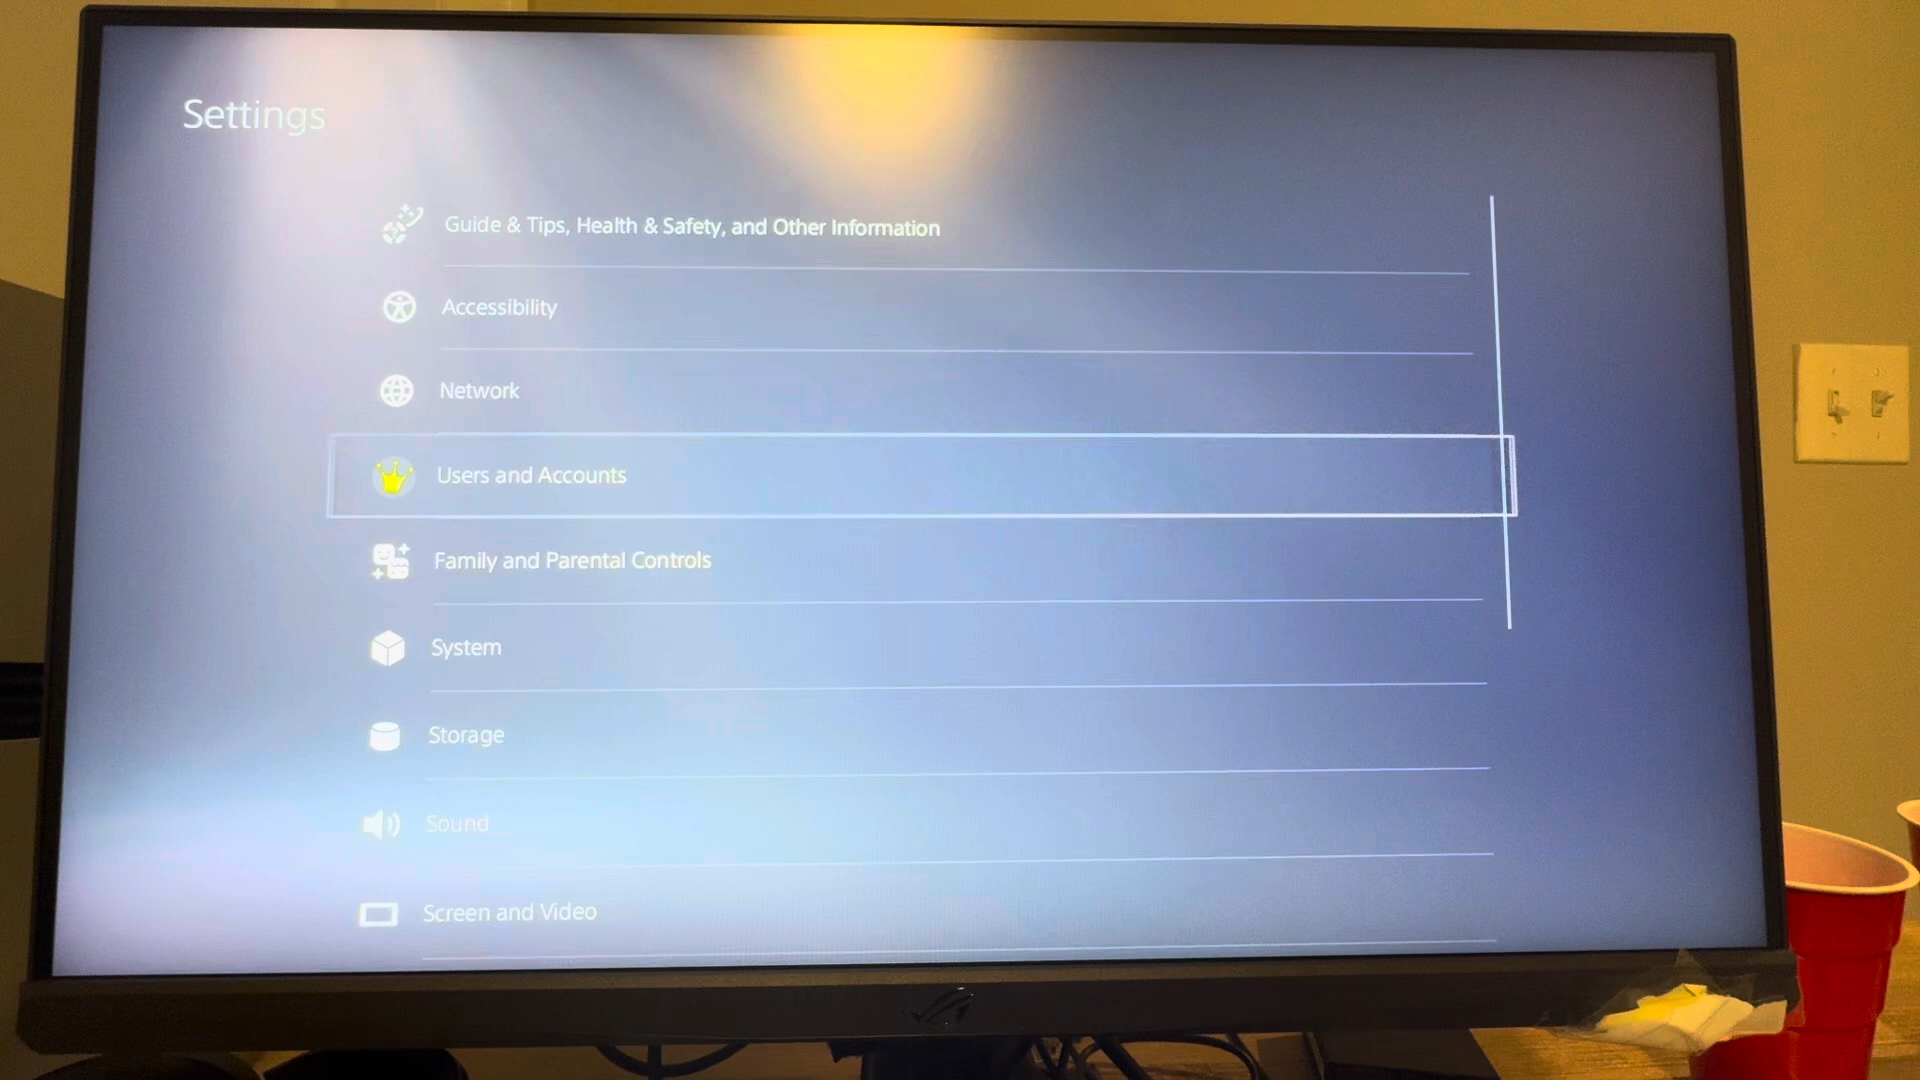 Settings
Guide & Tips, Health & Safety, and Other Information
Accessibility
Network
Users and Accounts
Family and Parental Controls
System
Storage
Sound
Screen and Video